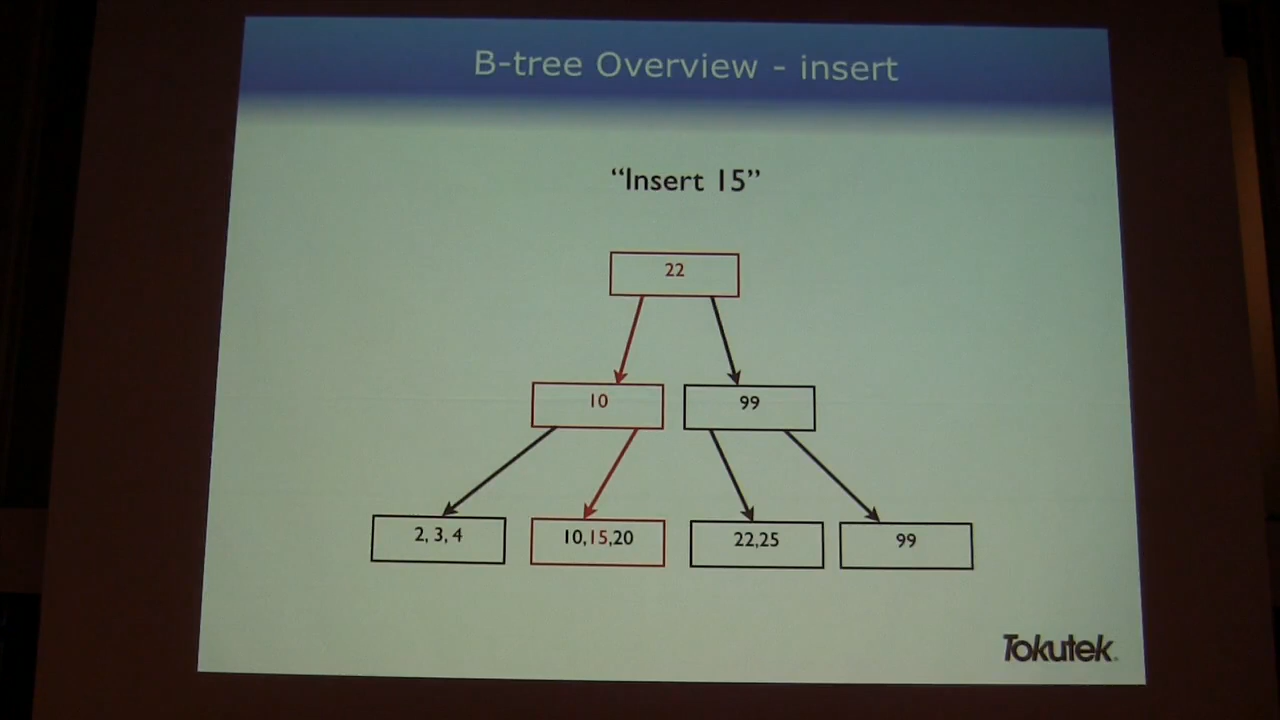 B-tree Overview - insert
“Insert 15”
22
10
99
2, 3, 4
10,15,20
22,25
99
Tokutek